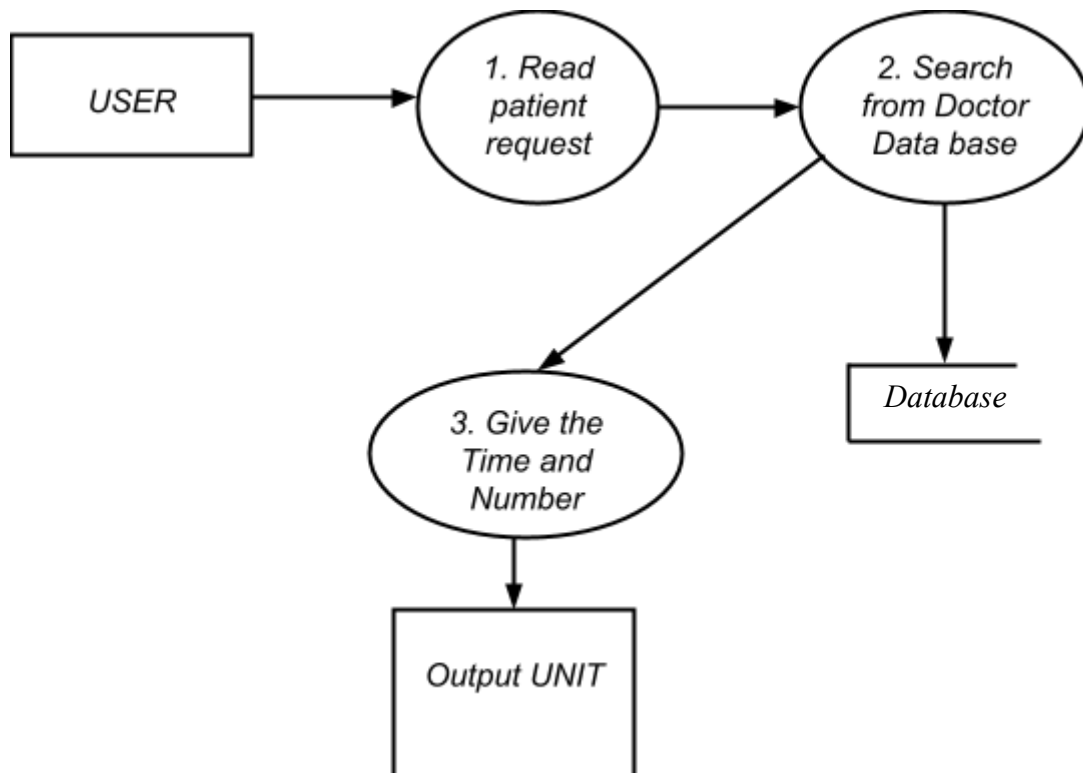 USER
1. Read
patient
request
2. Search
from Doctor
Data base
Database
3. Give the
Time and
Number
Output UNIT